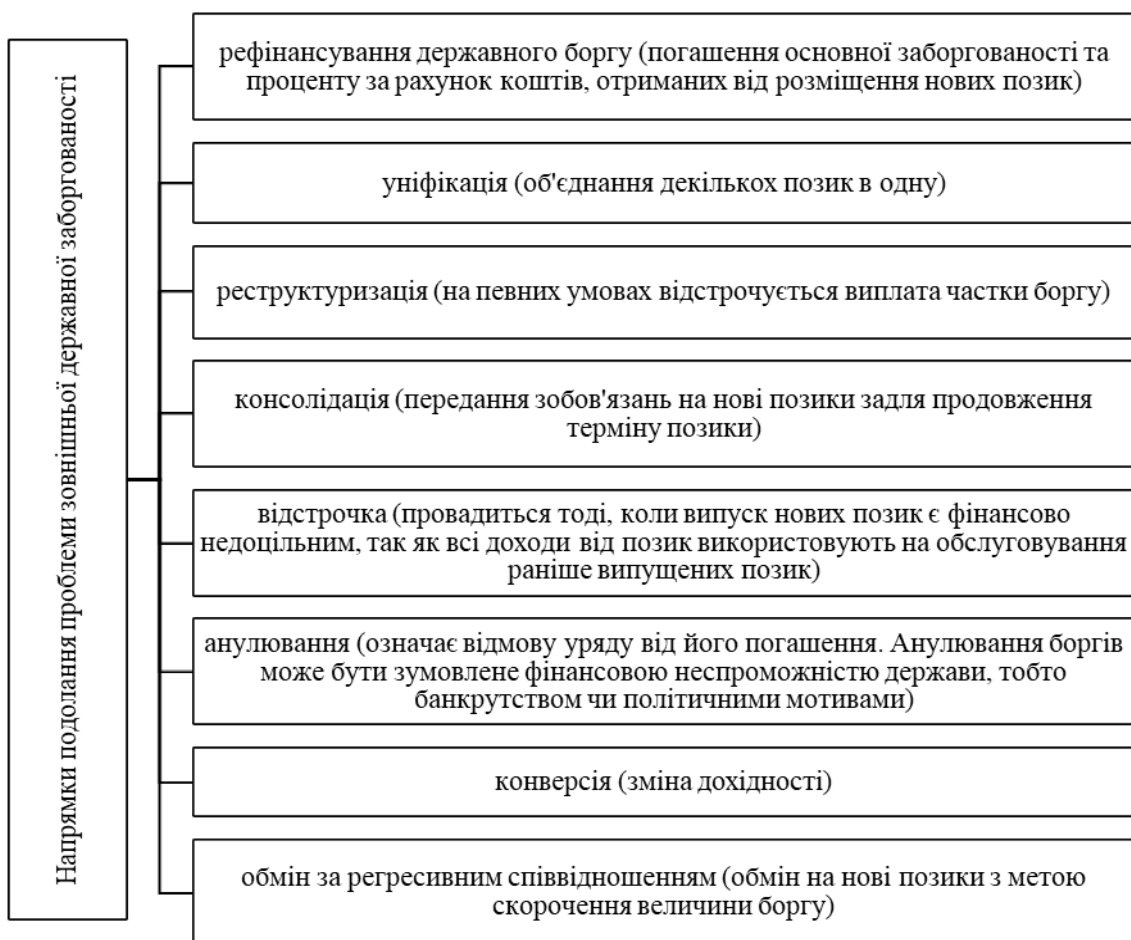 Напрямки подолання проблеми зовнішньої державної заборгованості
рефінансування державного боргу (погашення основної заборгованості та
проценту за рахунок коштів, отриманих від розміщення нових позик)
уніфікація (об'єднання декількох позик в одну)
реструктуризація (на певних умовах відстрочується виплата частки боргу)
консолідація (передання зобов'язань на нові позики задля продовження
терміну позики)
відстрочка (провадиться тоді, коли випуск нових позик є фінансово
недоцільним, так як всі доходи від позик використовують на обслуговування
раніше випущених позик)
анулювання (означає відмову уряду від його погашення. Анулювання боргів
може бути зумовлене фінансовою неспроможністю держави, тобто
банкрутством чи політичними мотивами)
конверсія (зміна дохідності)
обмін за регресивним співвідношенням (обмін на нові позики з метою
скорочення величини боргу)